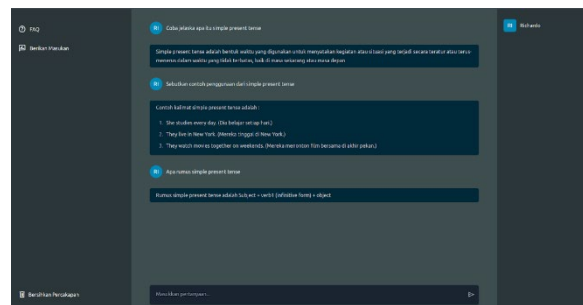 FAQ
Berikan Masukan
RI Coba jelaska apa itu simple present tense
Simple present tense adalah bentuk waktu yang digunakan untuk menyatakan kegiatan atau situasi yang terjadi secara teratur atau terus-
menerus dalam waktu yang tidak terbatas, baik di masa sekarang atau masa depan
RI Sebutkan contoh penggunaan dari simple present tense
Contoh kalimat simple present tense adalah :
1. She studies every day. (Dia belajar setiap hari.)
2. They live in New York. (Mereka tinggal di New York.)
3. They watch movies together on weekends. (Mereka menonton film bersama di akhir pekan.)
RI Apa rumus simple present tense
Rumus simple present tense adalah Subject + verb1 (infinitive form) + object
Masukkan pertanyaan...
Bersihkan Percakapan
RI Richardo